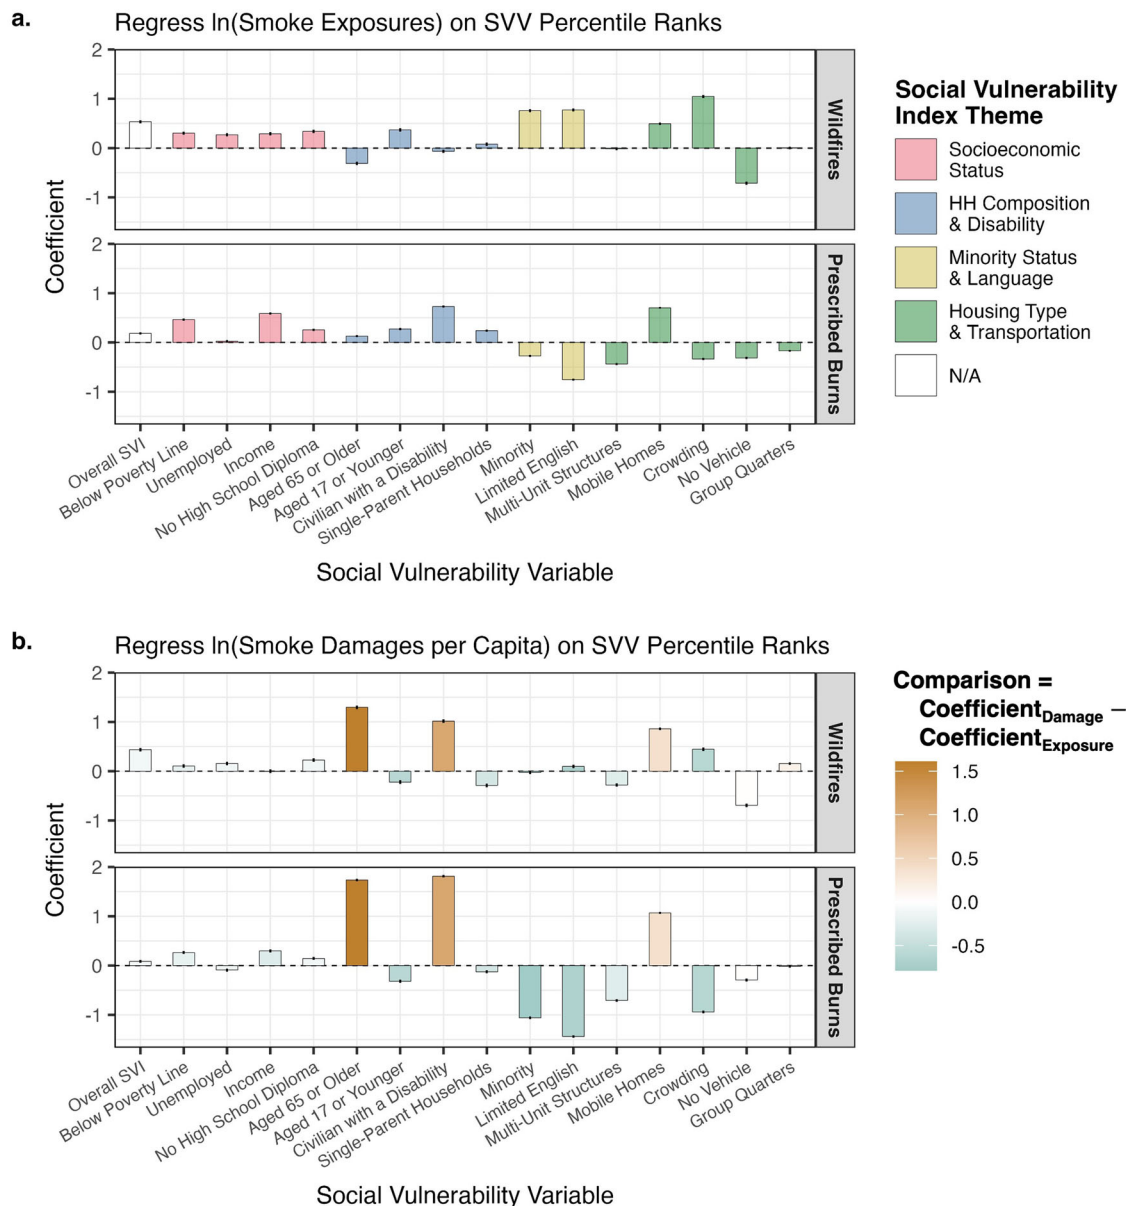 a.
Regress ln(Smoke Exposures) on SVV Percentile Ranks
Coefficient
2
1
0
-1
Wildfires
2
1
0
-1
Prescribed Burns
Overall SVI
Below Poverty Line
Unemployed
Income
No High School Diploma
Aged 65 or Older
Aged 17 or Younger
Civilian with a Disability
Single-Parent Households
Minority
Limited English
Multi-Unit Structures
Mobile Homes
Crowding
No Vehicle
Group Quarters
Social Vulnerability Variable
Social Vulnerability
Index Theme
Socioeconomic
Status
HH Composition
& Disability
Minority Status
& Language
Housing Type
& Transportation
N/A
b.
Regress ln(Smoke Damages per Capita) on SVV Percentile Ranks
Coefficient
2
1
0
-1
Wildfires
2
1
0
-1
Prescribed Burns
Overall SVI
Below Poverty Line
Unemployed
Income
No High School Diploma
Aged 65 or Older
Aged 17 or Younger
Civilian with a Disability
Single-Parent Households
Minority
Limited English
Multi-Unit Structures
Mobile Homes
Crowding
No Vehicle
Group Quarters
Social Vulnerability Variable
Comparison =
Coefficient_Damage −
Coefficient_Exposure
1.5
1.0
0.5
0.0
-0.5